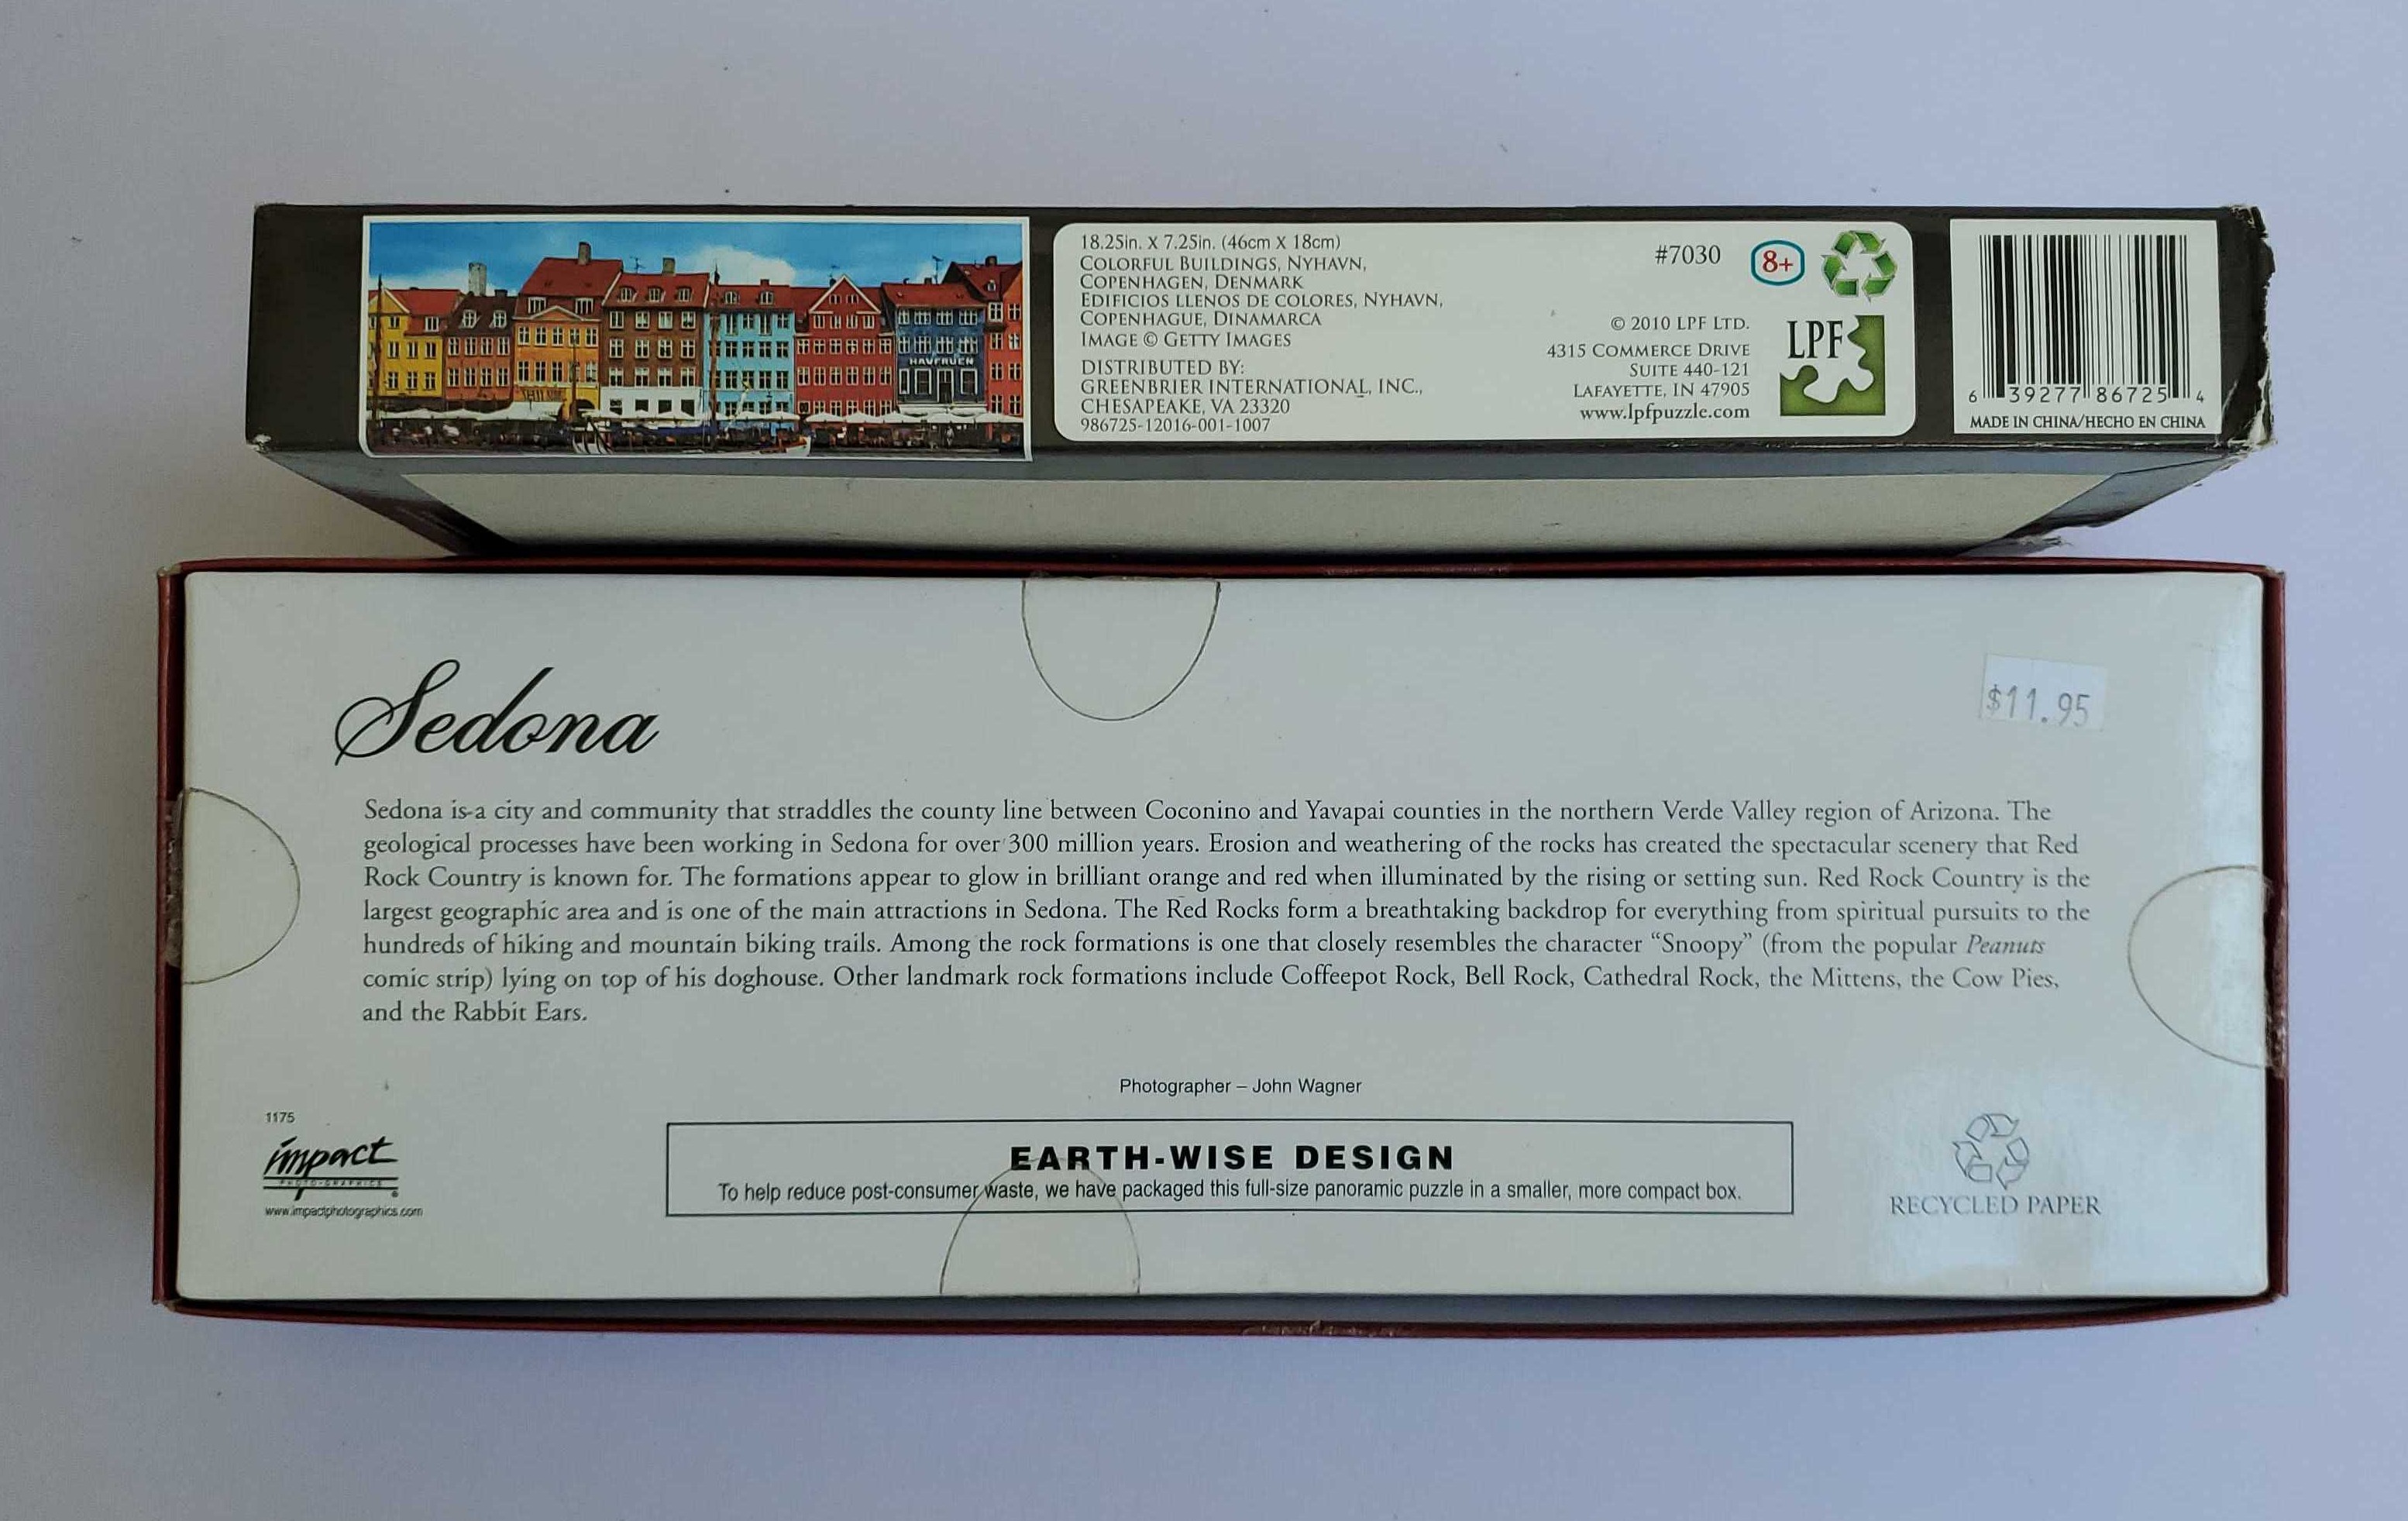 HAVFRUEN
18.25in. X 7.25in. (46cm X 18cm)
COLORFUL BUILDINGS, NYHAVN,
COPENHAGEN, DENMARK
EDIFICIOS LLENOS DE COLORES, NYHAVN,
COPENHAGUE, DINAMARCA
IMAGE © GETTY IMAGES
DISTRIBUTED BY:
GREENBRIER INTERNATIONAL, INC.,
CHESAPEAKE, VA 23320
986725-12016-001-1007
#7030
8+
© 2010 LPF LTD.
4315 COMMERCE DRIVE
SUITE 440-121
LAFAYETTE, IN 47905
www.lpfpuzzle.com
LPF
6 39277 86725 4
MADE IN CHINA/HECHO EN CHINA
Sedona
$11.95
Sedona is a city and community that straddles the county line between Coconino and Yavapai counties in the northern Verde Valley region of Arizona. The
geological processes have been working in Sedona for over 300 million years. Erosion and weathering of the rocks has created the spectacular scenery that Red
Rock Country is known for. The formations appear to glow in brilliant orange and red when illuminated by the rising or setting sun. Red Rock Country is the
largest geographic area and is one of the main attractions in Sedona. The Red Rocks form a breathtaking backdrop for everything from spiritual pursuits to the
hundreds of hiking and mountain biking trails. Among the rock formations is one that closely resembles the character “Snoopy” (from the popular Peanuts
comic strip) lying on top of his doghouse. Other landmark rock formations include Coffeepot Rock, Bell Rock, Cathedral Rock, the Mittens, the Cow Pies,
and the Rabbit Ears.
Photographer – John Wagner
1175
impact
PHOTO-GRAPHICS
®
www.impactphotographics.com
EARTH-WISE DESIGN
To help reduce post-consumer waste, we have packaged this full-size panoramic puzzle in a smaller, more compact box.
RECYCLED PAPER